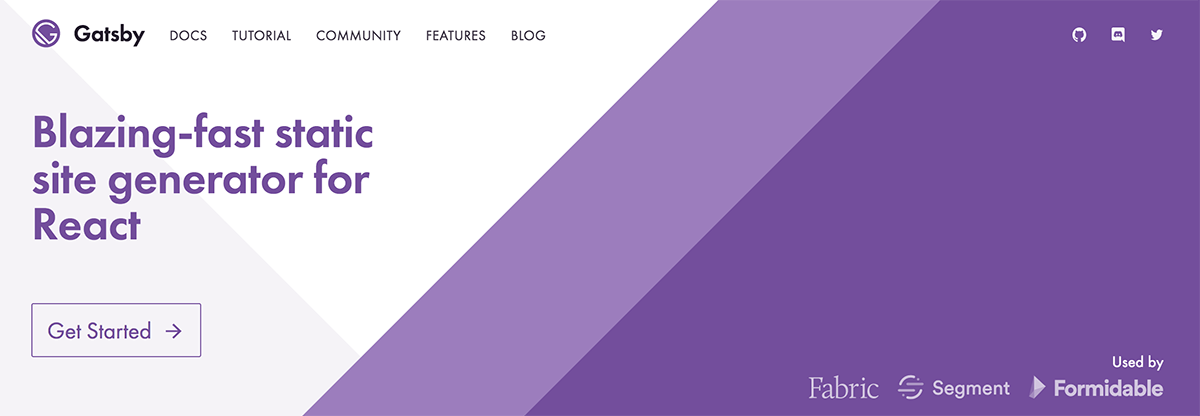 Gatsby DOCS TUTORIAL COMMUNITY FEATURES BLOG
Blazing-fast static
site generator for
React
Get Started
Used by
Fabric Segment Formidable